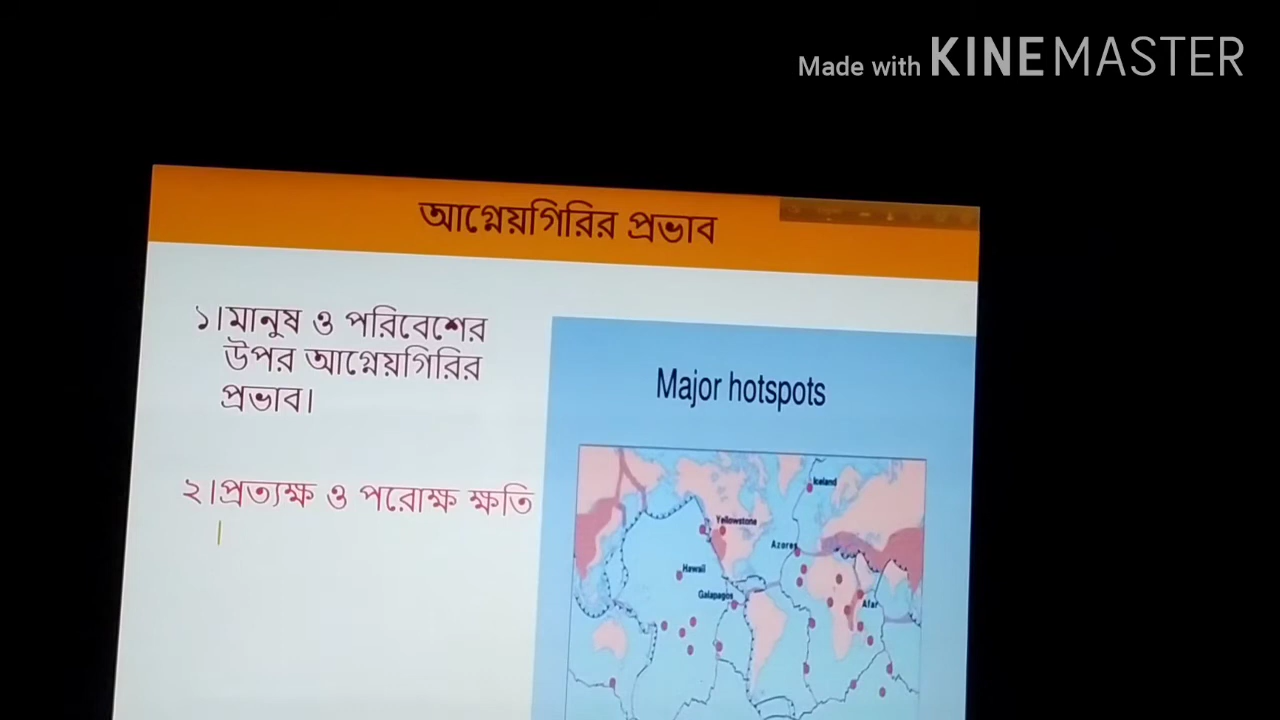 Made with KINEMASTER
আগ্নেয়গিরির প্রভাব
১।মানুষ ও পরিবেশের
উপর আগ্নেয়গিরির
প্রভাব।
২।প্রত্যক্ষ ও পরোক্ষ ক্ষতি
।
Major hotspots
Iceland
Yellowstone
Azores
Hawaii
Galapagos
Afar